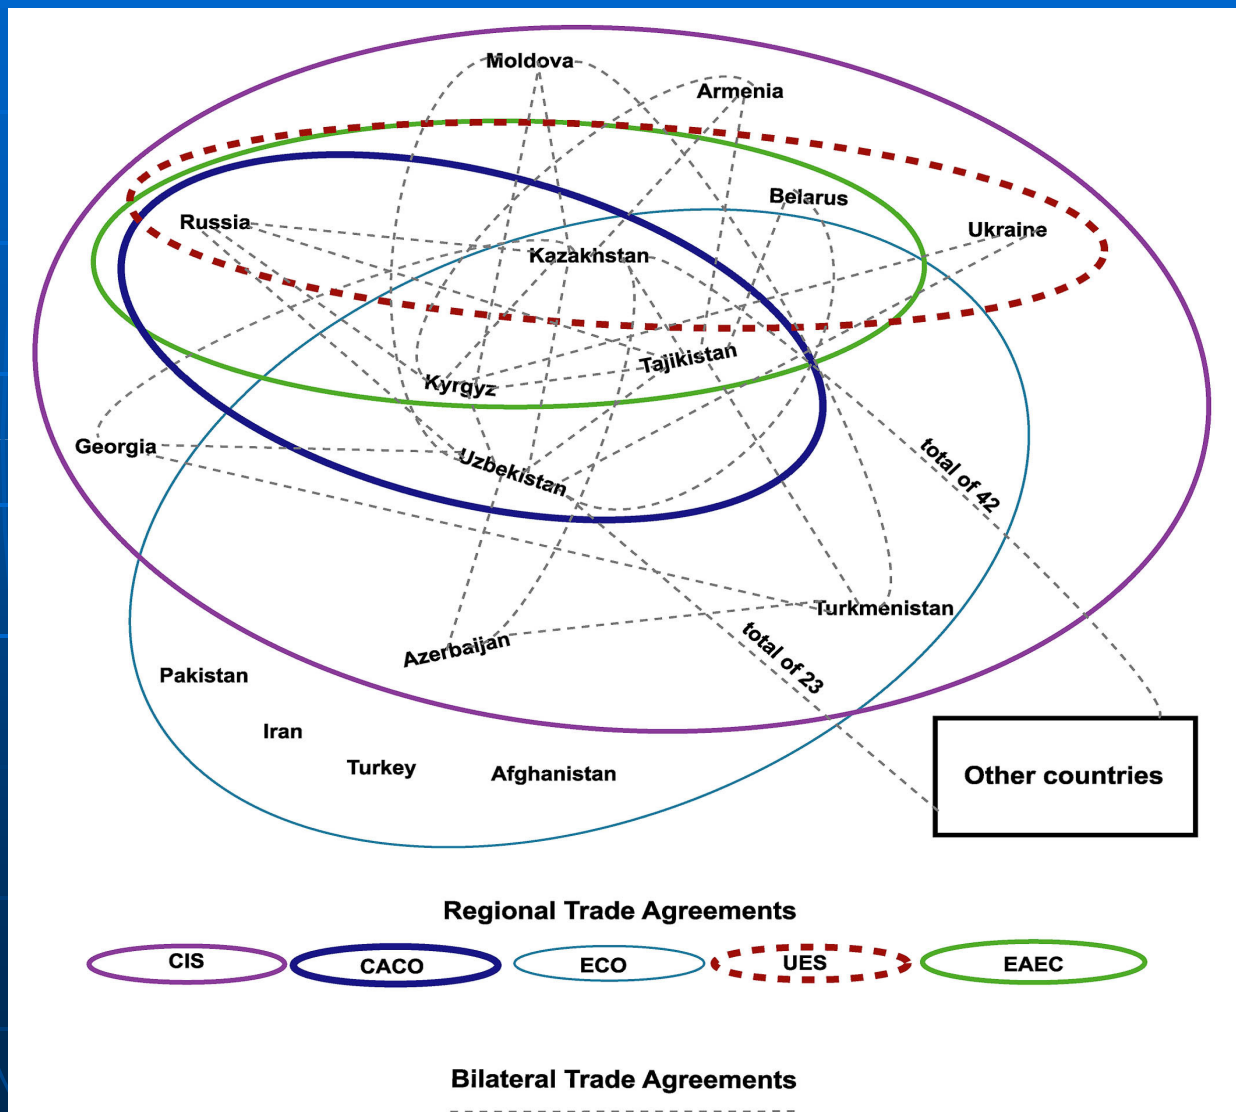 Moldova
Armenia
Belarus
Russia
Ukraine
Kazakhstan
Tajikistan
Kyrgyz
Georgia
Uzbekistan
total of 42
Turkmenistan
Azerbaijan
total of 23
Pakistan
Iran
Turkey
Afghanistan
Other countries
Regional Trade Agreements
CIS
CACO
ECO
UES
EAEC
Bilateral Trade Agreements